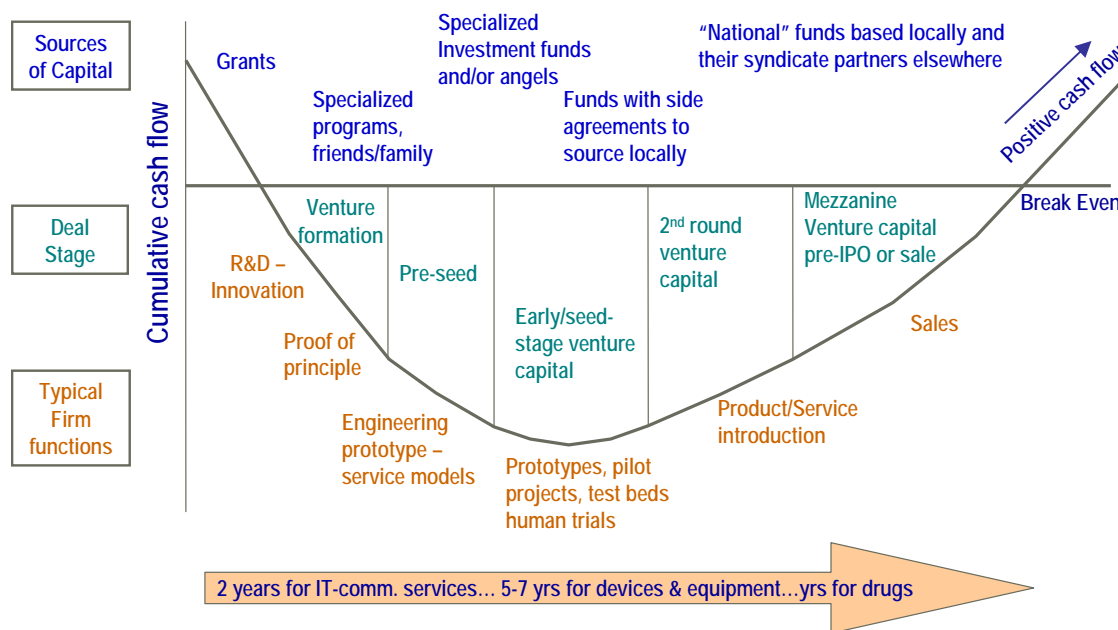 Sources
of Capital
Deal
Stage
Typical
Firm
functions
Cumulative cash flow
Grants
Specialized
programs,
friends/family
Specialized
Investment funds
and/or angels
Funds with side
agreements to
source locally
“National” funds based locally and
their syndicate partners elsewhere
Positive cash flow
Break Even
Venture
formation
Pre-seed
Early/seed-
stage venture
capital
2nd round
venture
capital
Mezzanine
Venture capital
pre-IPO or sale
R&D –
Innovation
Proof of
principle
Engineering
prototype –
service models
Prototypes, pilot
projects, test beds
human trials
Product/Service
introduction
Sales
2 years for IT-comm. services… 5-7 yrs for devices & equipment…yrs for drugs